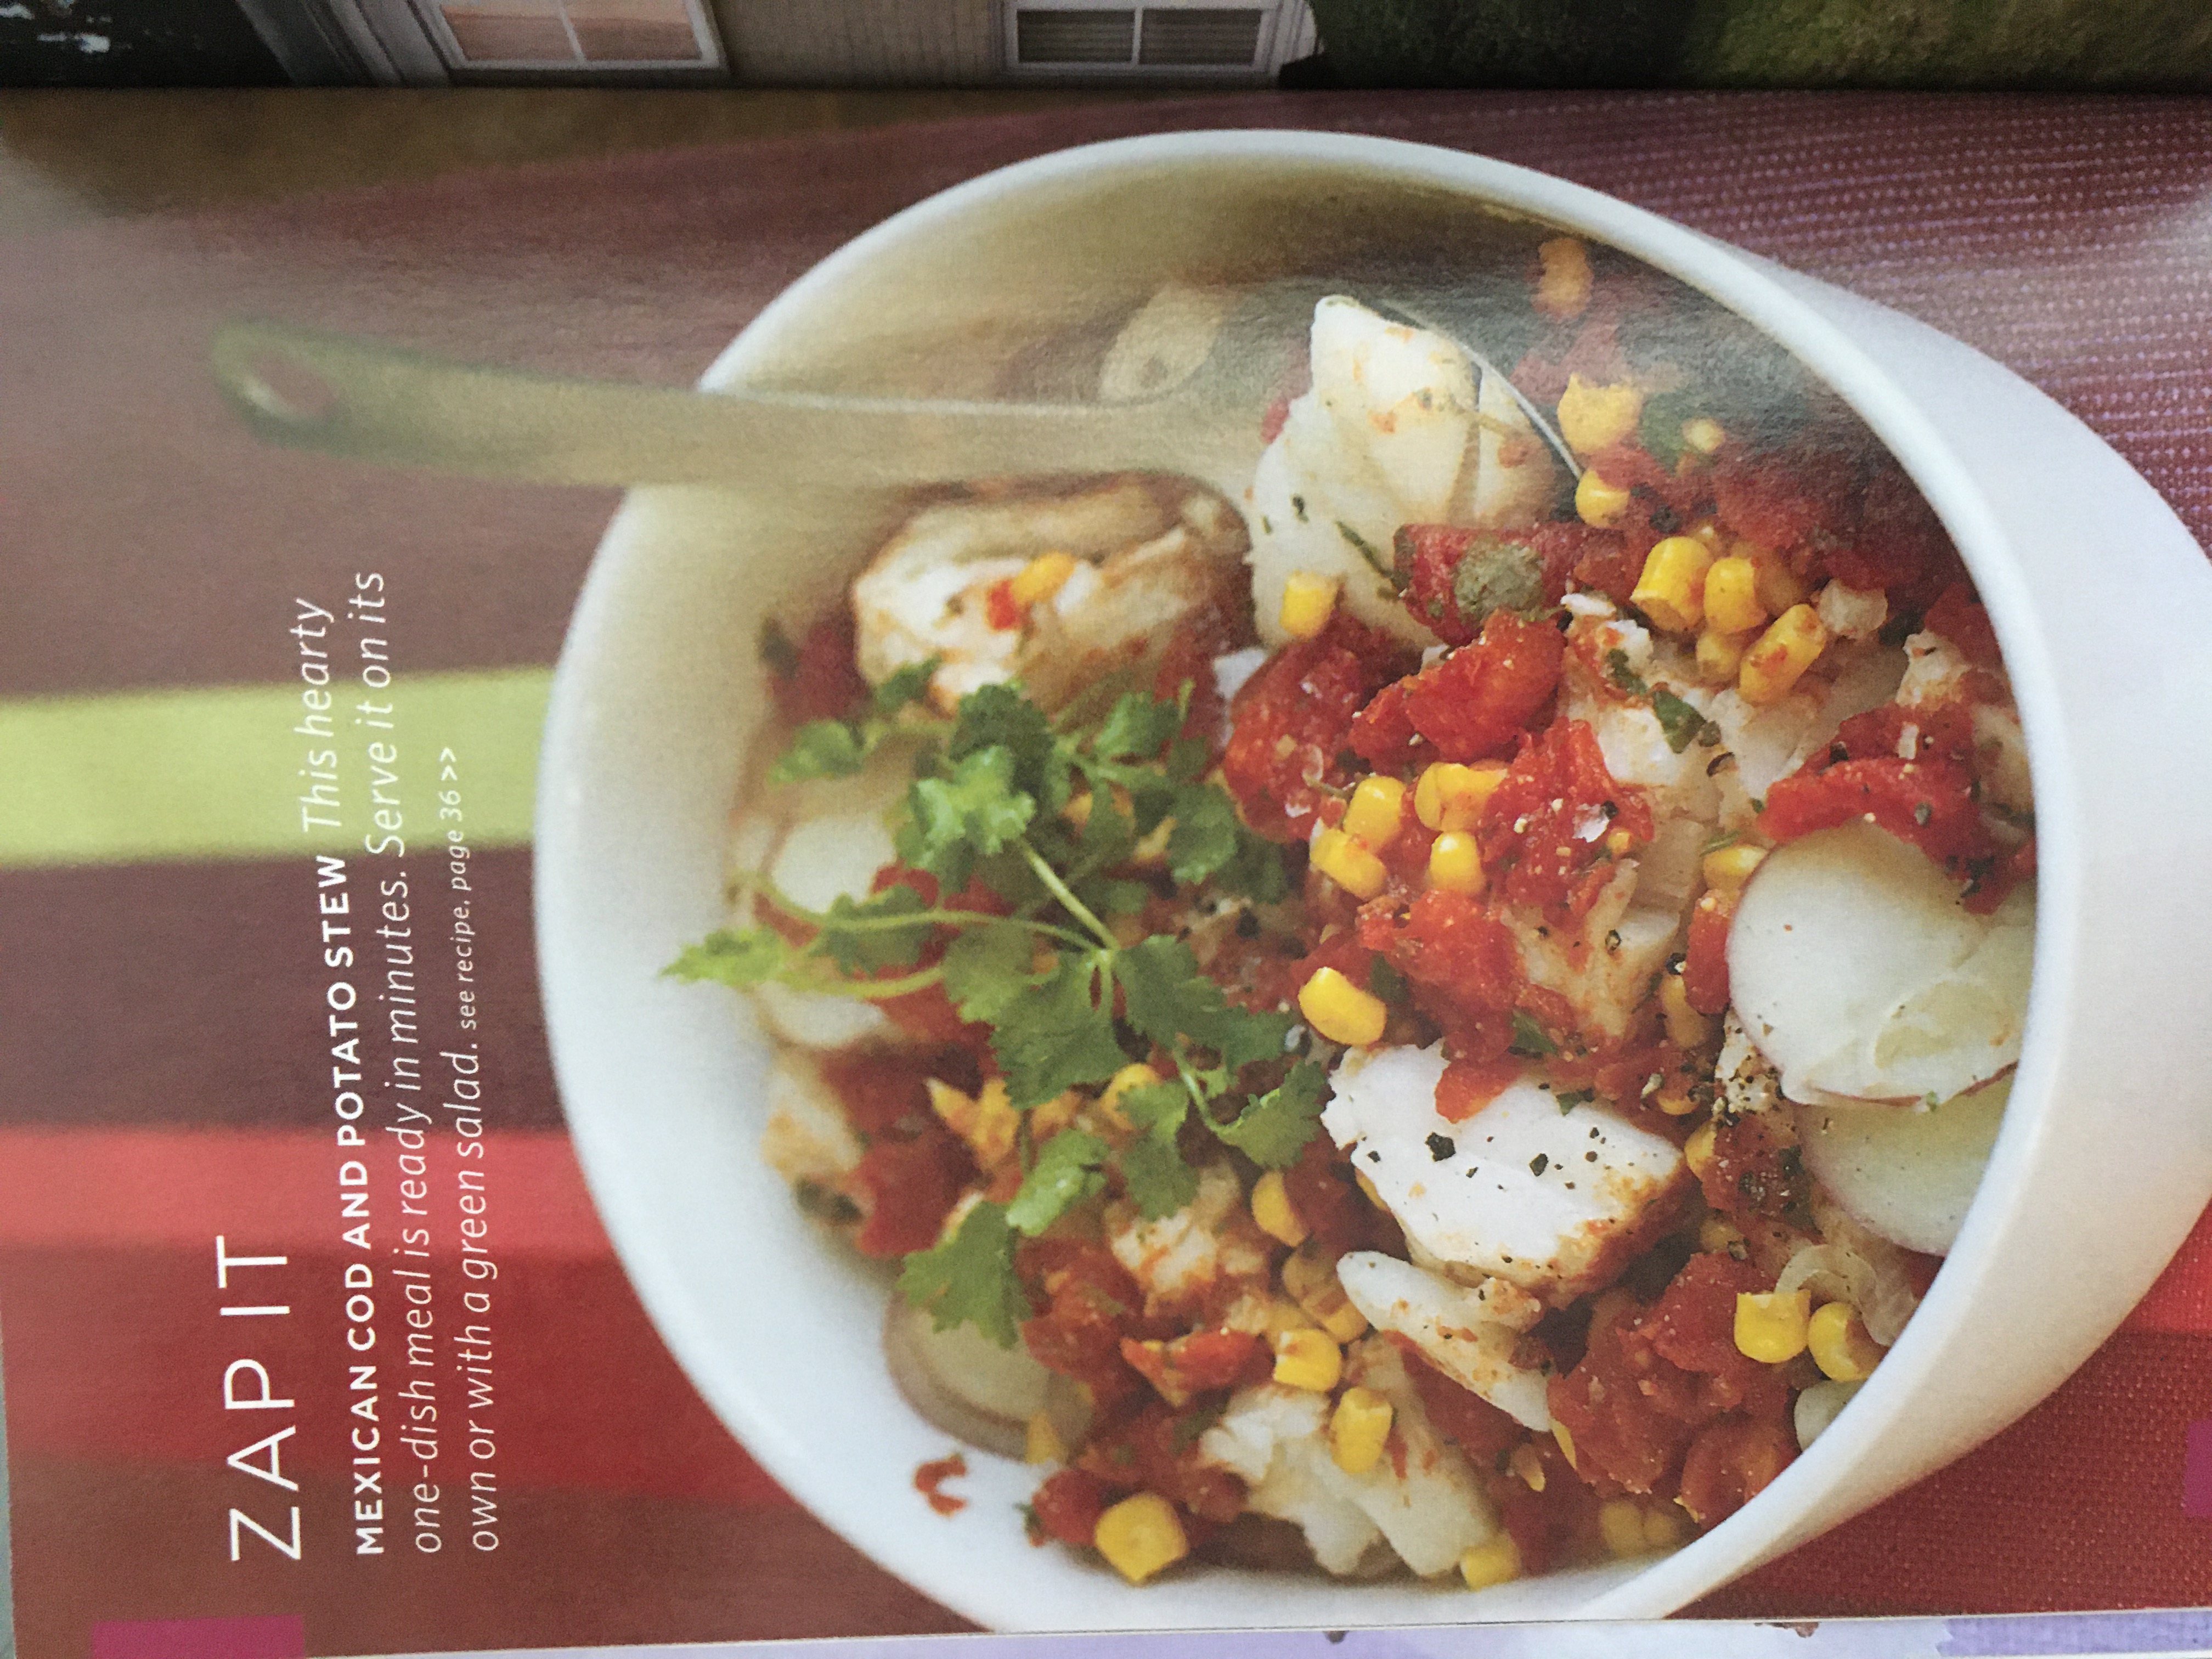 ZAP IT
MEXICAN COD AND POTATO STEW This hearty
one-dish meal is ready in minutes. Serve it on its
own or with a green salad. see recipe, page 36 >>